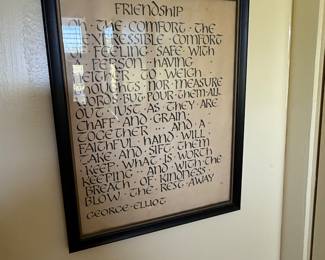 FRIENDSHIP
OH · THE COMFORT · THE
INEXPRESSIBLE · COMFORT
OF · FEELING · SAFE · WITH
A · PERSON · HAVING
NEITHER · TO · WEIGH ·
THOUGHTS · NOR · MEASURE
WORDS · BUT · POUR · THEM · ALL ·
OUT · JUST · AS · THEY · ARE
CHAFF · AND · GRAIN ·
TOGETHER · · · AND · A
FAITHFUL · HAND · WILL ·
TAKE · AND · SIFT · THEM
· KEEP · WHAT · IS · WORTH ·
KEEPING · · AND · WITH · THE
BREATH · OF · KINDNESS ·
BLOW · THE · REST · AWAY
GEORGE · ELIOT